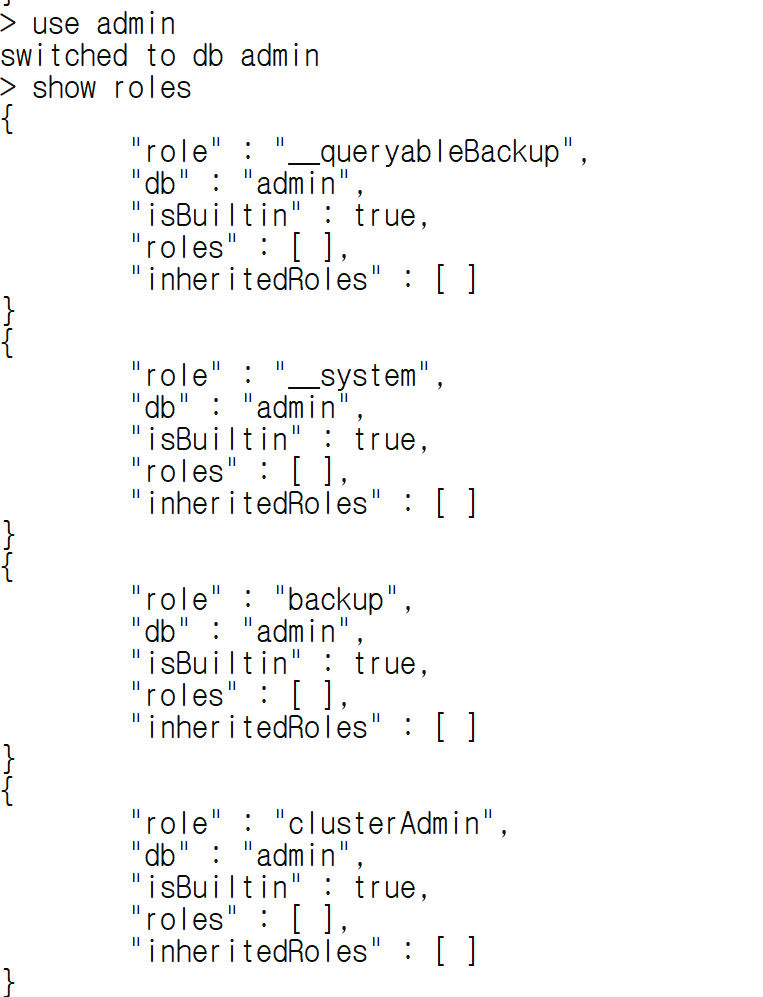 }
> use admin
switched to db admin
> show roles
{
        "role" : "__queryableBackup",
        "db" : "admin",
        "isBuiltin" : true,
        "roles" : [ ],
        "inheritedRoles" : [ ]
}
{
        "role" : "__system",
        "db" : "admin",
        "isBuiltin" : true,
        "roles" : [ ],
        "inheritedRoles" : [ ]
}
{
        "role" : "backup",
        "db" : "admin",
        "isBuiltin" : true,
        "roles" : [ ],
        "inheritedRoles" : [ ]
}
{
        "role" : "clusterAdmin",
        "db" : "admin",
        "isBuiltin" : true,
        "roles" : [ ],
        "inheritedRoles" : [ ]
}